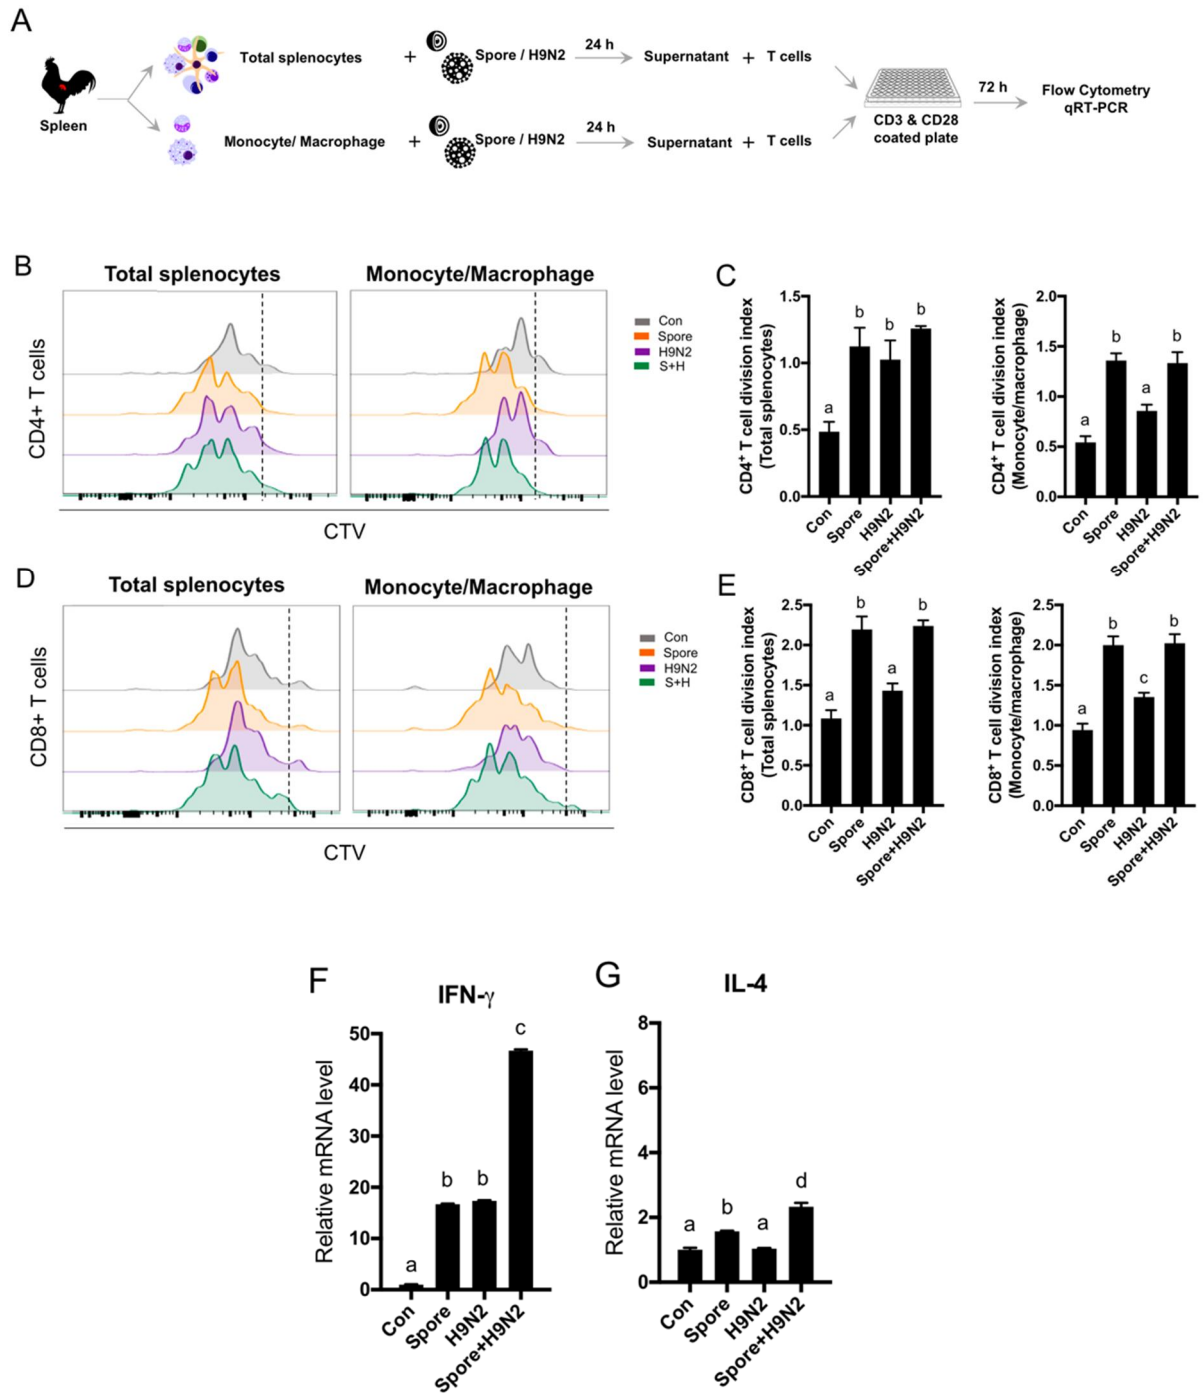 A
Spleen
Total splenocytes
+
Spore / H9N2
24 h
Supernatant + T cells
Monocyte/ Macrophage
+
Spore / H9N2
24 h
Supernatant + T cells
CD3 & CD28
coated plate
72 h
Flow Cytometry
qRT-PCR
B
Total splenocytes
Monocyte/Macrophage
CD4+ T cells
CTV
Con
Spore
H9N2
S+H
C
CD4+ T cell division index
(Total splenocytes)
1.5
1.0
0.5
0.0
a
b
b
b
Con
Spore
H9N2
Spore+H9N2
CD4+ T cell division index
(Monocyte/macrophage)
2.0
1.5
1.0
0.5
0.0
a
b
a
b
Con
Spore
H9N2
Spore+H9N2
D
Total splenocytes
Monocyte/Macrophage
CD8+ T cells
CTV
Con
Spore
H9N2
S+H
E
CD8+ T cell division index
(Total splenocytes)
2.5
2.0
1.5
1.0
0.5
0.0
a
b
a
b
Con
Spore
H9N2
Spore+H9N2
CD8+ T cell division index
(Monocyte/macrophage)
2.5
2.0
1.5
1.0
0.5
0.0
a
b
c
b
Con
Spore
H9N2
Spore+H9N2
F
IFN-γ
Relative mRNA level
50
40
30
20
10
0
a
b
b
c
Con
Spore
H9N2
Spore+H9N2
G
IL-4
Relative mRNA level
8
6
4
2
0
a
b
a
d
Con
Spore
H9N2
Spore+H9N2